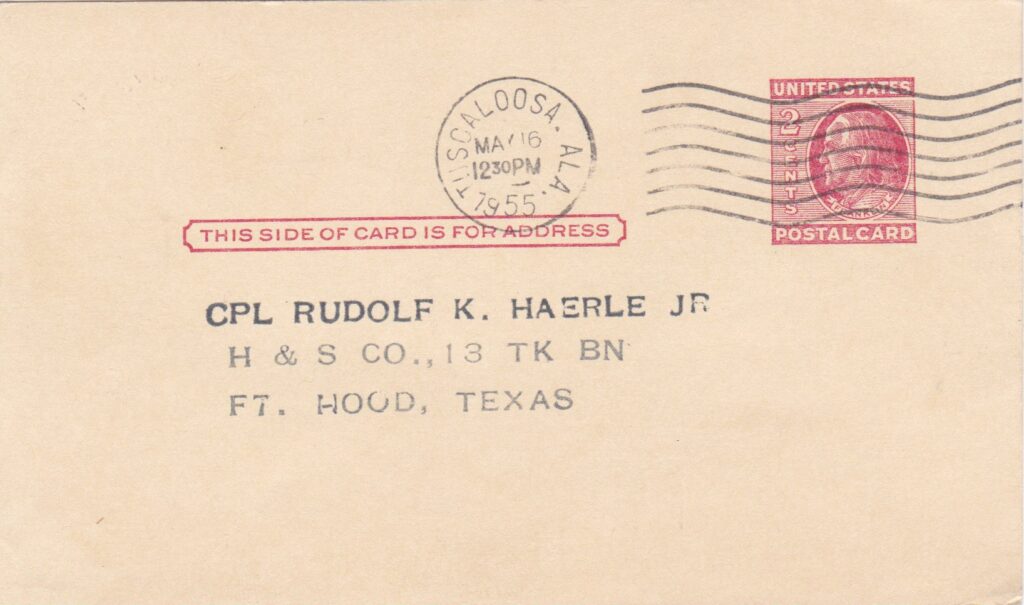 TUSCALOOSA. ALA.
MAY 16
12 30 PM
1955
UNITED STATES
2 CENTS
FRANKLIN
POSTAL CARD
THIS SIDE OF CARD IS FOR ADDRESS
CPL RUDOLF K. HAERLE JR
H & S CO., 13 TK BN
FT. HOOD, TEXAS